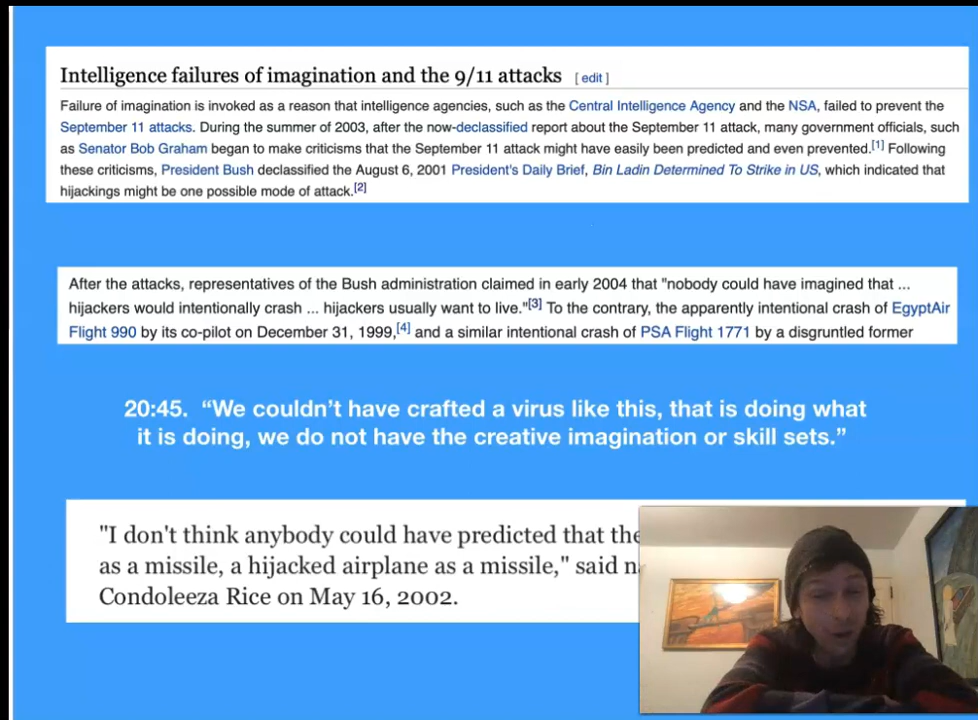 Intelligence failures of imagination and the 9/11 attacks [ edit ]
Failure of imagination is invoked as a reason that intelligence agencies, such as the Central Intelligence Agency and the NSA, failed to prevent the
September 11 attacks. During the summer of 2003, after the now-declassified report about the September 11 attack, many government officials, such
as Senator Bob Graham began to make criticisms that the September 11 attack might have easily been predicted and even prevented.[1] Following
these criticisms, President Bush declassified the August 6, 2001 President's Daily Brief, Bin Ladin Determined To Strike in US, which indicated that
hijackings might be one possible mode of attack.[2]
After the attacks, representatives of the Bush administration claimed in early 2004 that "nobody could have imagined that ...
hijackers would intentionally crash ... hijackers usually want to live."[3] To the contrary, the apparently intentional crash of EgyptAir
Flight 990 by its co-pilot on December 31, 1999,[4] and a similar intentional crash of PSA Flight 1771 by a disgruntled former
20:45. “We couldn’t have crafted a virus like this, that is doing what
it is doing, we do not have the creative imagination or skill sets.”
"I don't think anybody could have predicted that the
as a missile, a hijacked airplane as a missile," said
Condoleeza Rice on May 16, 2002.